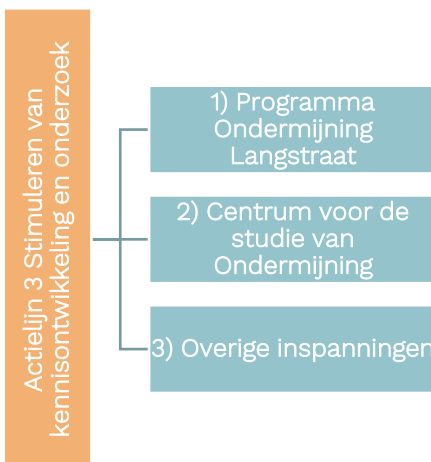 Actielijn 3 Stimuleren van
kennisontwikkeling en onderzoek
1) Programma
Ondermijning
Langstraat
2) Centrum voor de
studie van
Ondermijning
3) Overige inspanningen